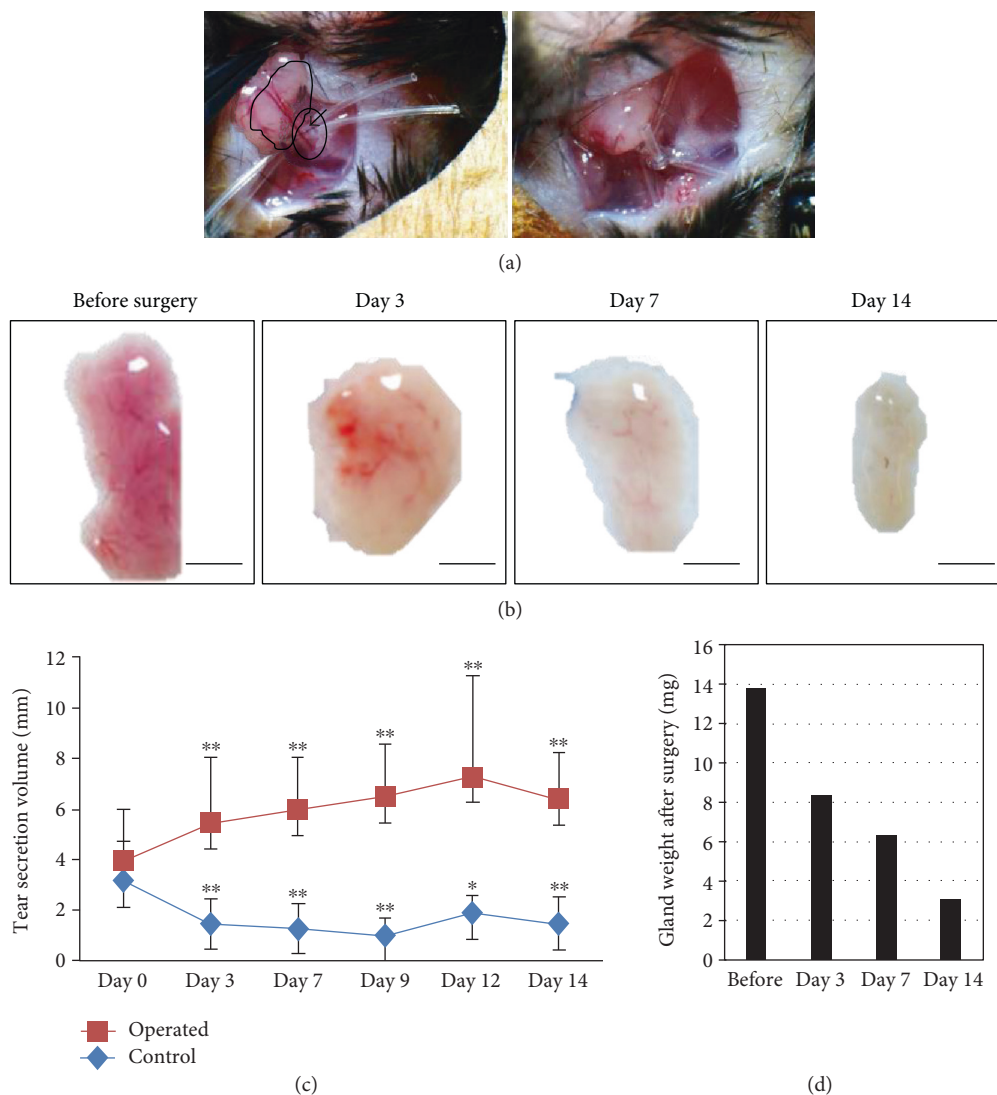 (a)
Before surgery
Day 3
Day 7
Day 14
(b)
Tear secretion volume (mm)
12
10
8
6
4
2
0
**
**
**
**
**
**
**
**
*
**
Day 0
Day 3
Day 7
Day 9
Day 12
Day 14
Operated
Control
(c)
Gland weight after surgery (mg)
16
14
12
10
8
6
4
2
0
Before
Day 3
Day 7
Day 14
(d)